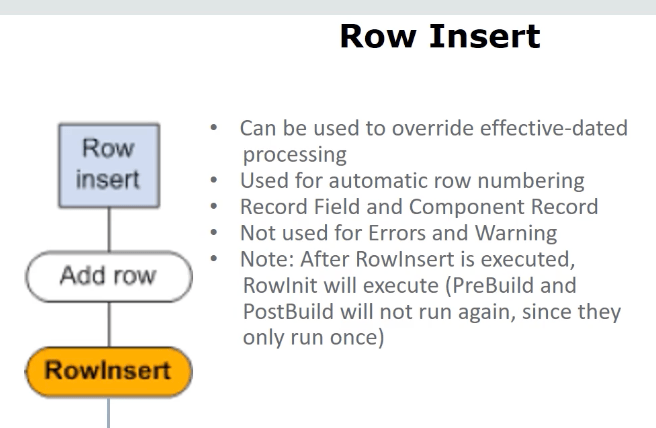 Row Insert
Row
insert
Add row
RowInsert
• Can be used to override effective-dated
processing
• Used for automatic row numbering
• Record Field and Component Record
• Not used for Errors and Warning
• Note: After RowInsert is executed,
RowInit will execute (PreBuild and
PostBuild will not run again, since they
only run once)